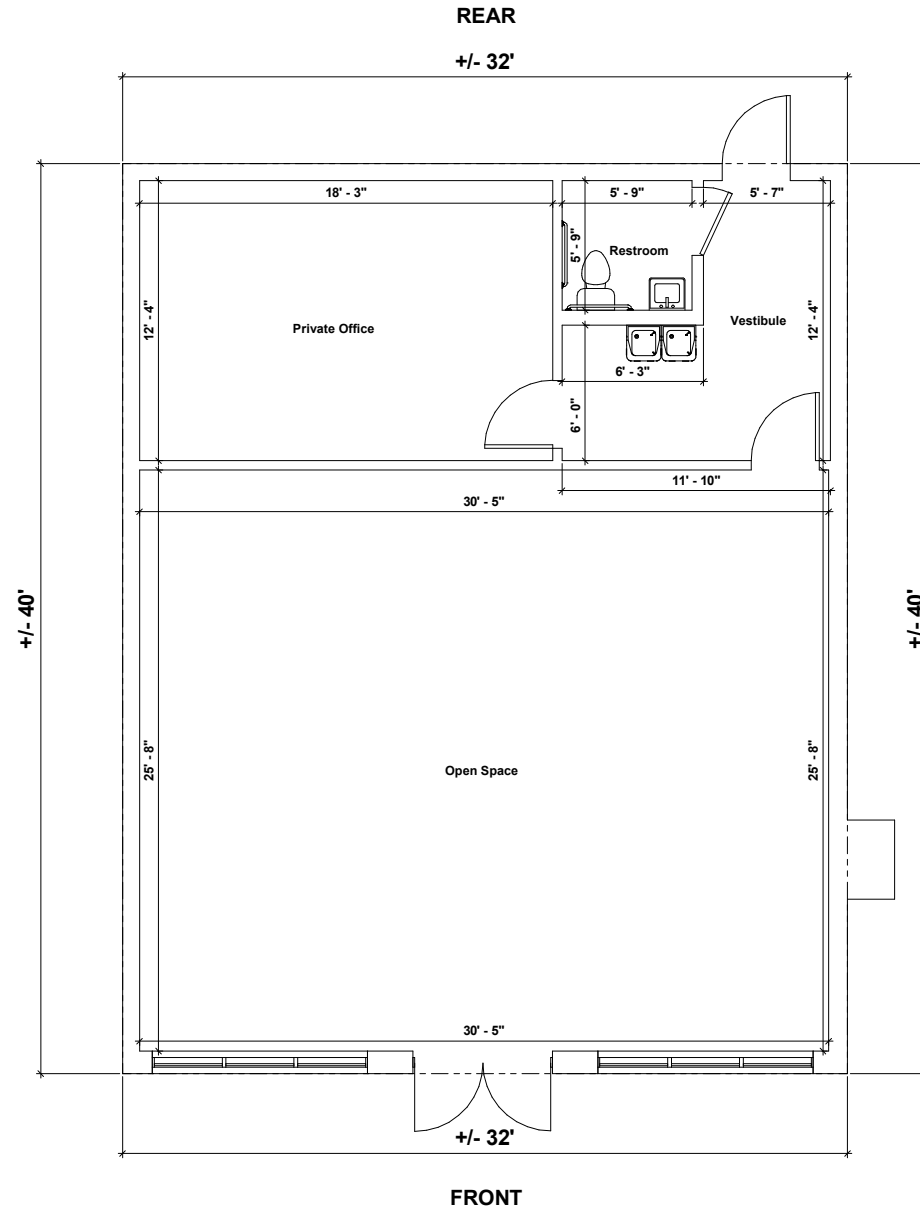 REAR
+/- 32'
18' - 3"
5' - 9"
5' - 7"
5' - 9"
Restroom
12' - 4"
Private Office
Vestibule
12' - 4"
6' - 3"
6' - 0"
11' - 10"
30' - 5"
+/- 40'
+/- 40'
25' - 8"
Open Space
25' - 8"
30' - 5"
+/- 32'
FRONT